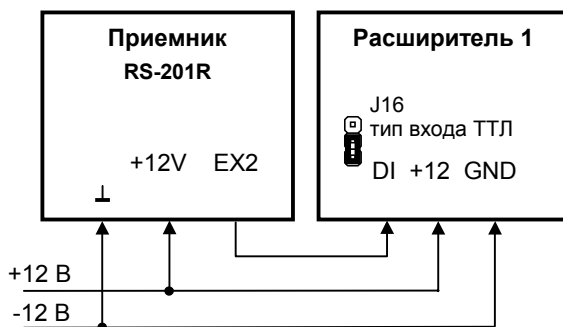 Приемник
RS-201R
+12V EX2
⊥
Расширитель 1
J16
тип входа ТТЛ
DI +12 GND
+12 В
-12 В